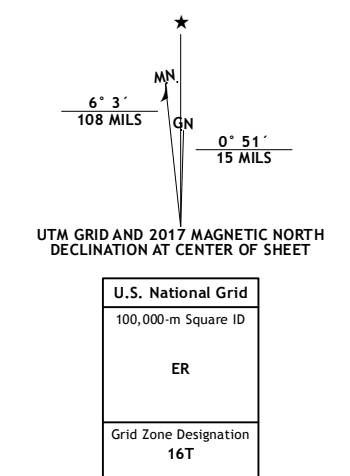 ★
MN
6° 3´
108 MILS
GN
0° 51´
15 MILS
UTM GRID AND 2017 MAGNETIC NORTH
DECLINATION AT CENTER OF SHEET
U.S. National Grid
100,000-m Square ID
ER
Grid Zone Designation
16T